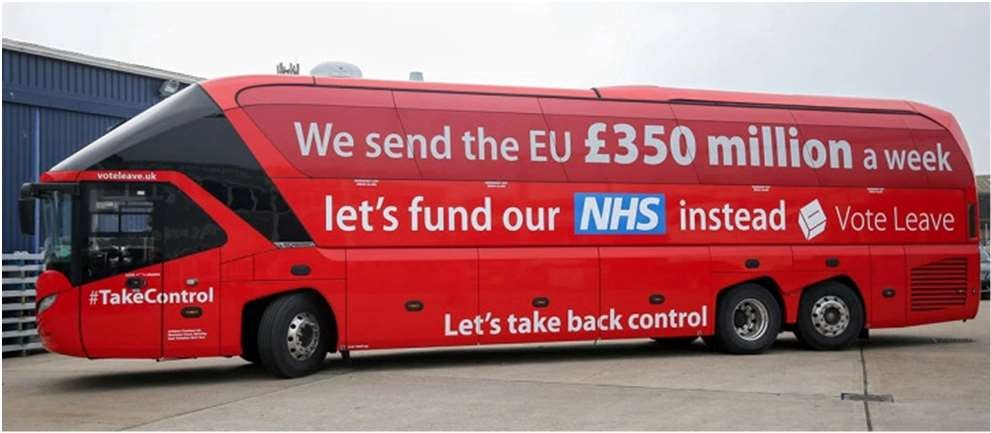 We send the EU £350 million a week
let's fund our NHS instead Vote Leave
voteleave.uk
#TakeControl
Let's take back control